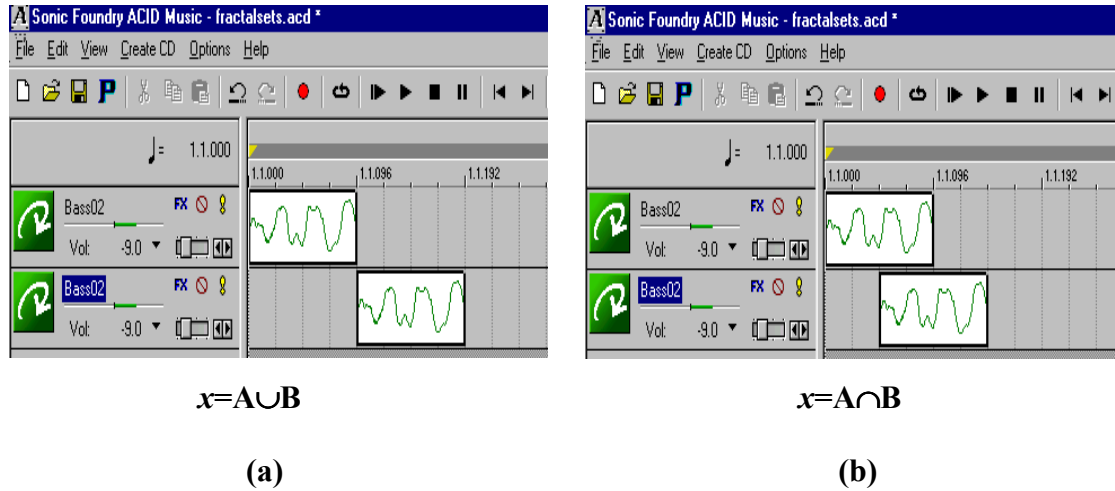 Sonic Foundry ACID Music - fractalsets.acd *
File Edit View Create CD Options Help
P
= 1.1.000
1.1.000 1.1.096 1.1.192
Bass02 FX
Vol: -9.0
Bass02 FX
Vol: -9.0
x=A∪B
(a)
Sonic Foundry ACID Music - fractalsets.acd *
File Edit View Create CD Options Help
P
= 1.1.000
1.1.000 1.1.096 1.1.192
Bass02 FX
Vol: -9.0
Bass02 FX
Vol: -9.0
x=A∩B
(b)